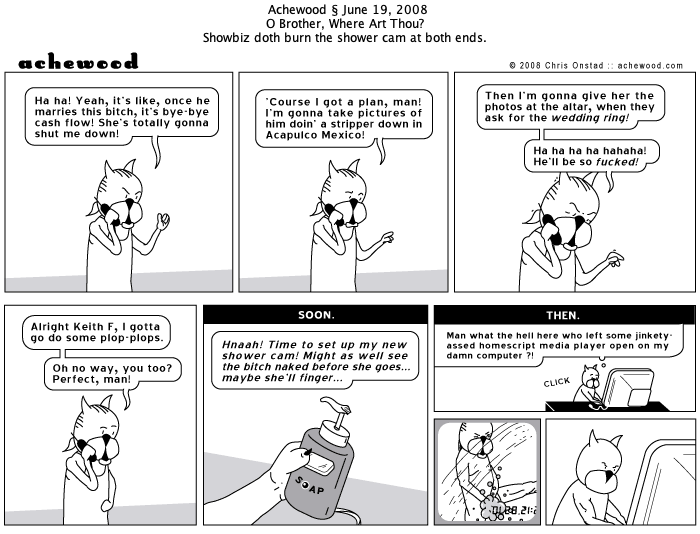 Achewood § June 19, 2008
O Brother, Where Art Thou?
Showbiz doth burn the shower cam at both ends.
achewood
© 2008 Chris Onstad :: achewood.com
Ha ha! Yeah, it's like, once he
marries this bitch, it's bye-bye
cash flow! She's totally gonna
shut me down!
'Course I got a plan, man!
I'm gonna take pictures of
him doin' a stripper down in
Acapulco Mexico!
Then I'm gonna give her the
photos at the altar, when they
ask for the wedding ring!
Ha ha ha ha hahaha!
He'll be so fucked!
Alright Keith F, I gotta
go do some plop-plops.
Oh no way, you too?
Perfect, man!
SOON.
Hnaah! Time to set up my new
shower cam! Might as well see
the bitch naked before she goes...
maybe she'll finger...
SOAP
THEN.
Man what the hell here who left some jinkety-
assed homescript media player open on my
damn computer ?!
CLICK